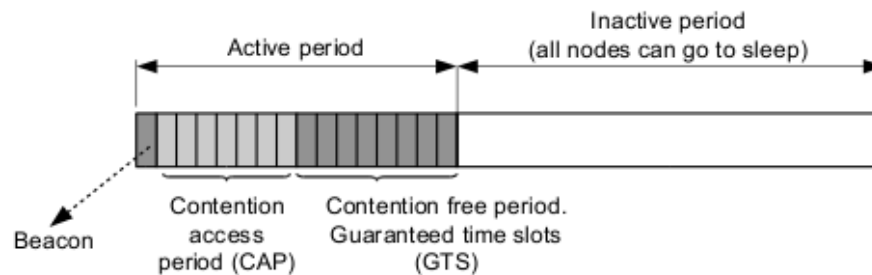 Inactive period
(all nodes can go to sleep)
Active period
Beacon
Contention
access
period (CAP)
Contention free period.
Guaranteed time slots
(GTS)